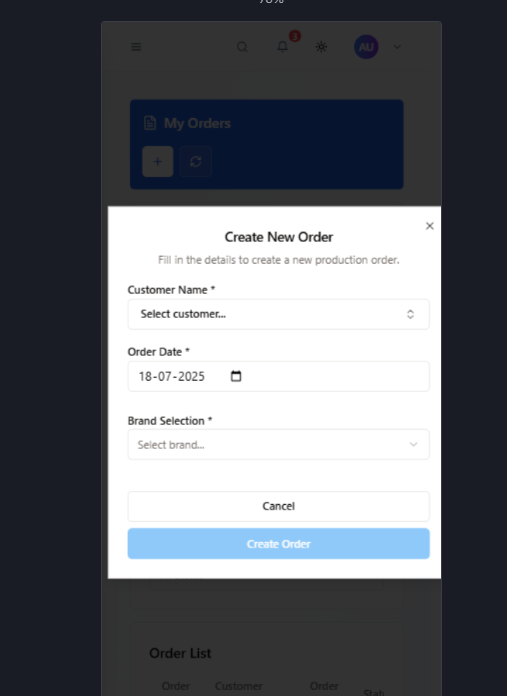 3
AU
My Orders
Create New Order
Fill in the details to create a new production order.
Customer Name *
Select customer...
Order Date *
18-07-2025
Brand Selection *
Select brand...
Cancel
Create Order
Order List
Order Customer Order